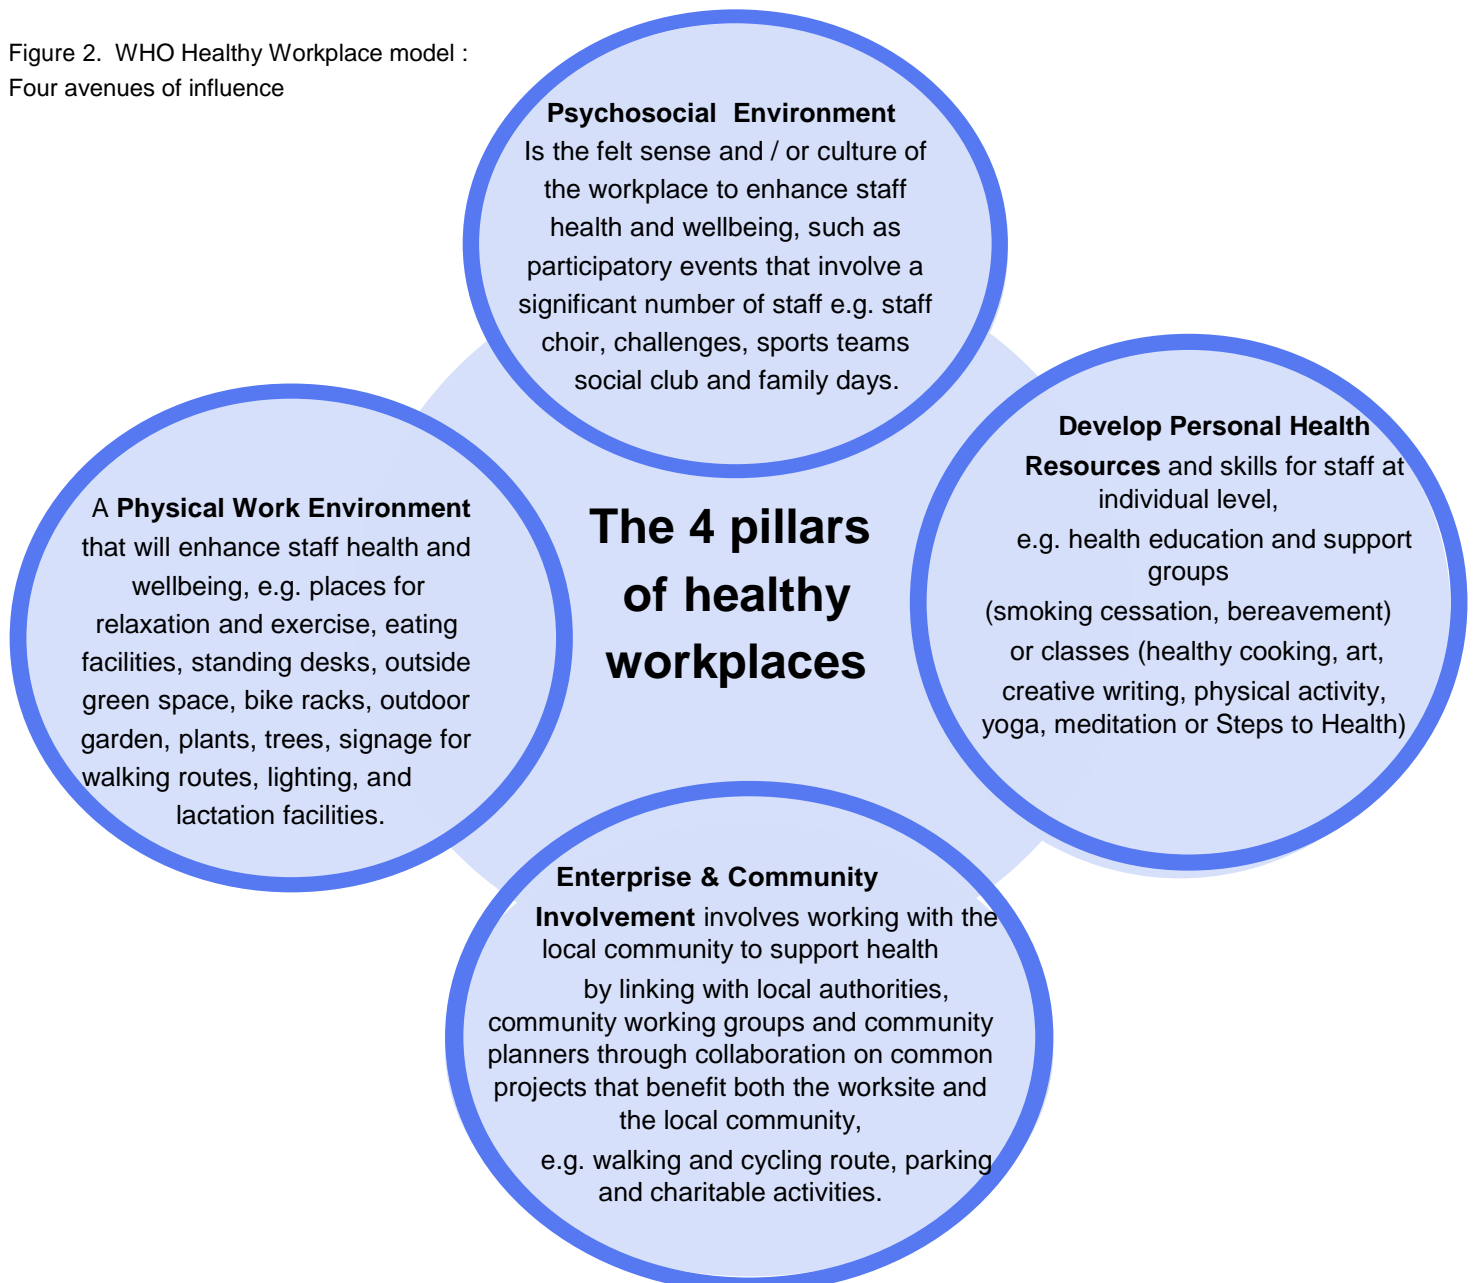 Figure 2. WHO Healthy Workplace model :
Four avenues of influence
Psychosocial Environment
Is the felt sense and / or culture of
the workplace to enhance staff
health and wellbeing, such as
participatory events that involve a
significant number of staff e.g. staff
choir, challenges, sports teams
social club and family days.
Develop Personal Health
Resources and skills for staff at
individual level,
e.g. health education and support
groups
(smoking cessation, bereavement)
or classes (healthy cooking, art,
creative writing, physical activity,
yoga, meditation or Steps to Health)
A Physical Work Environment
that will enhance staff health and
wellbeing, e.g. places for
relaxation and exercise, eating
facilities, standing desks, outside
green space, bike racks, outdoor
garden, plants, trees, signage for
walking routes, lighting, and
lactation facilities.
The 4 pillars
of healthy
workplaces
Enterprise & Community
Involvement involves working with the
local community to support health
by linking with local authorities,
community working groups and community
planners through collaboration on common
projects that benefit both the worksite and
the local community,
e.g. walking and cycling route, parking
and charitable activities.